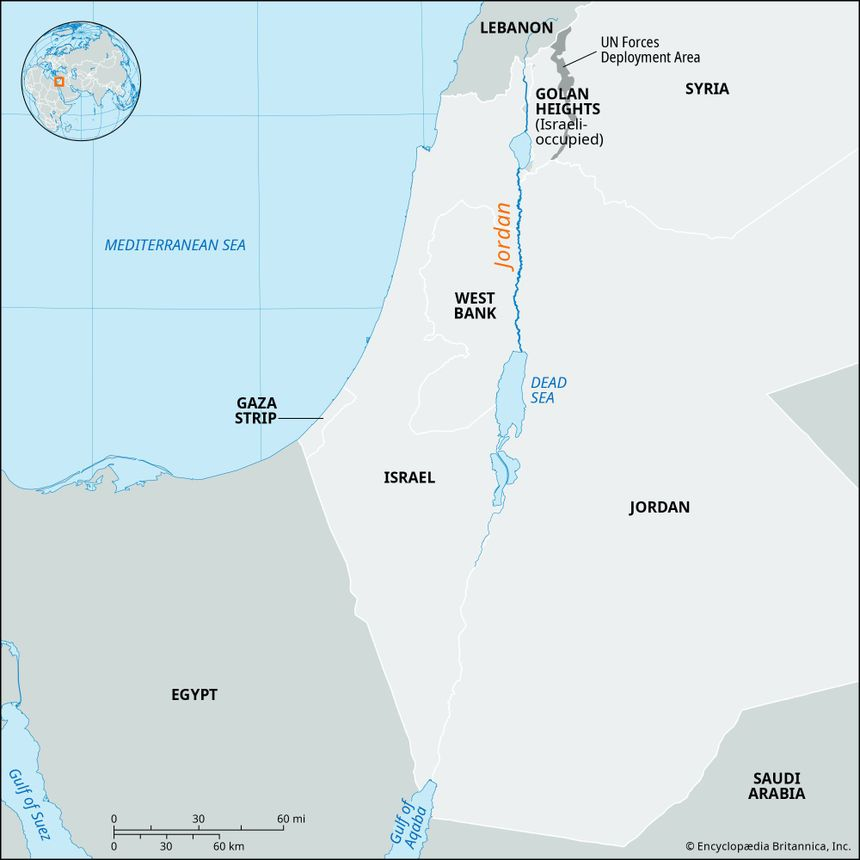 LEBANON
UN Forces
Deployment Area
GOLAN
HEIGHTS
(Israeli-
occupied)
SYRIA
MEDITERRANEAN SEA
Jordan
WEST
BANK
DEAD
SEA
GAZA
STRIP
ISRAEL
JORDAN
EGYPT
Gulf of Suez
Gulf of
Aqaba
SAUDI
ARABIA
0 30 60 mi
0 30 60 km
© Encyclopædia Britannica, Inc.